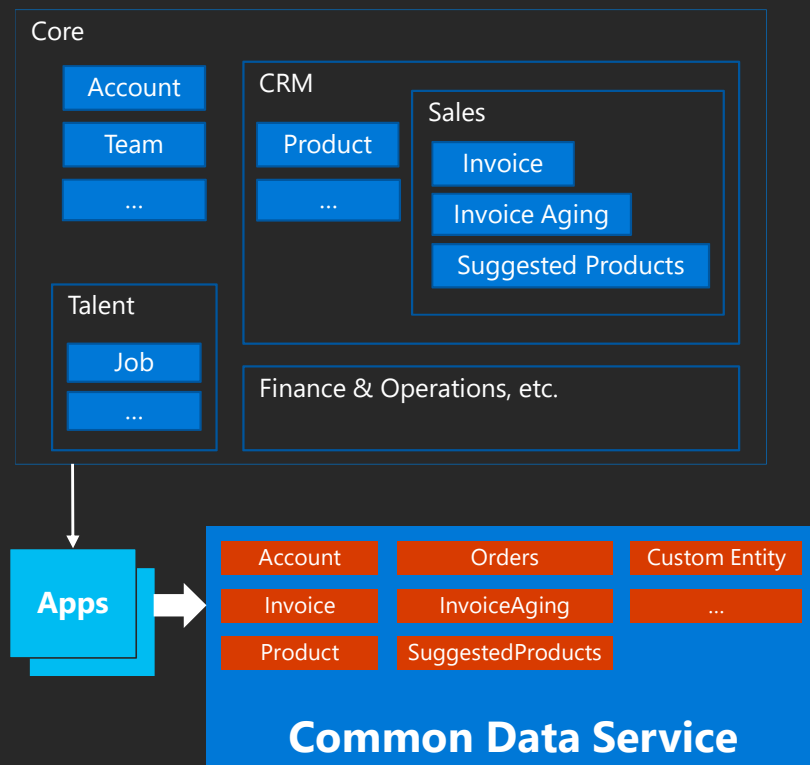 Core
Account
Team
...
CRM
Product
...
Sales
Invoice
Invoice Aging
Suggested Products
Talent
Job
...
Finance & Operations, etc.
Apps
Account
Orders
Custom Entity
Invoice
InvoiceAging
...
Product
SuggestedProducts
Common Data Service